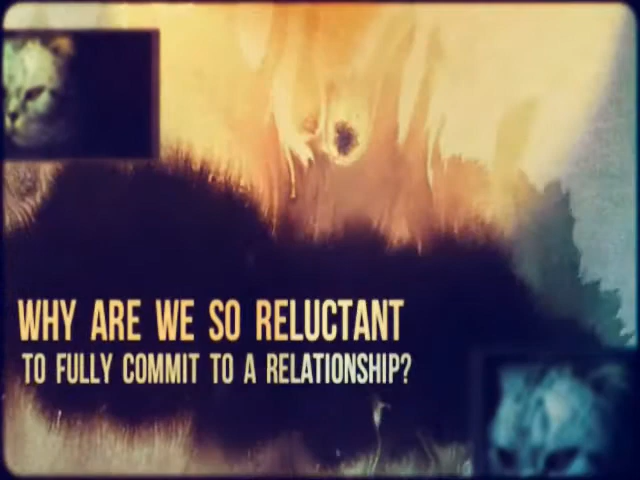 WHY ARE WE SO RELUCTANT
TO FULLY COMMIT TO A RELATIONSHIP?